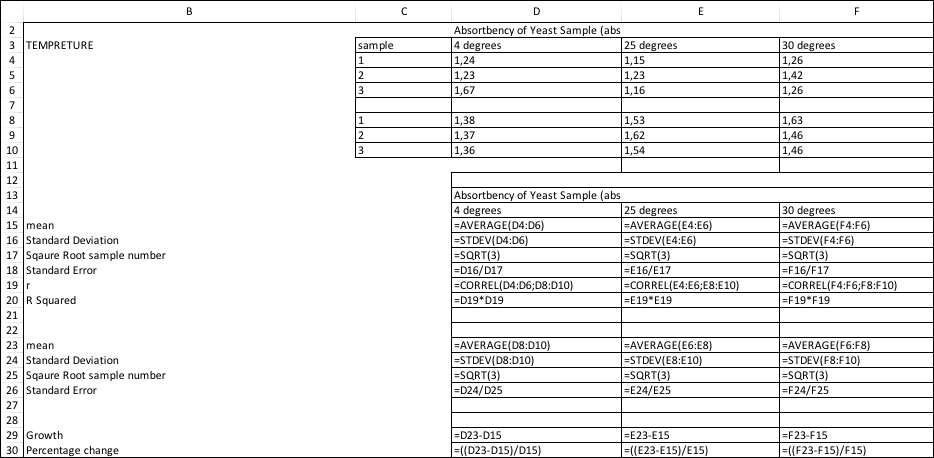 B C D E F
2 Absortbency of Yeast Sample (abs
3 TEMPRETURE sample 4 degrees 25 degrees 30 degrees
4 1 1,24 1,15 1,26
5 2 1,23 1,23 1,42
6 3 1,67 1,16 1,26
7
8 1 1,38 1,53 1,63
9 2 1,37 1,62 1,46
10 3 1,36 1,54 1,46
11
12
13 Absortbency of Yeast Sample (abs
14 4 degrees 25 degrees 30 degrees
15 mean =AVERAGE(D4:D6) =AVERAGE(E4:E6) =AVERAGE(F4:F6)
16 Standard Deviation =STDEV(D4:D6) =STDEV(E4:E6) =STDEV(F4:F6)
17 Sqaure Root sample number =SQRT(3) =SQRT(3) =SQRT(3)
18 Standard Error =D16/D17 =E16/E17 =F16/F17
19 r =CORREL(D4:D6;D8:D10) =CORREL(E4:E6;E8:E10) =CORREL(F4:F6;F8:F10)
20 R Squared =D19*D19 =E19*E19 =F19*F19
21
22
23 mean =AVERAGE(D8:D10) =AVERAGE(E6:E8) =AVERAGE(F6:F8)
24 Standard Deviation =STDEV(D8:D10) =STDEV(E8:E10) =STDEV(F8:F10)
25 Sqaure Root sample number =SQRT(3) =SQRT(3) =SQRT(3)
26 Standard Error =D24/D25 =E24/E25 =F24/F25
27
28
29 Growth =D23-D15 =E23-E15 =F23-F15
30 Percentage change =((D23-D15)/D15) =((E23-E15)/E15) =((F23-F15)/F15)